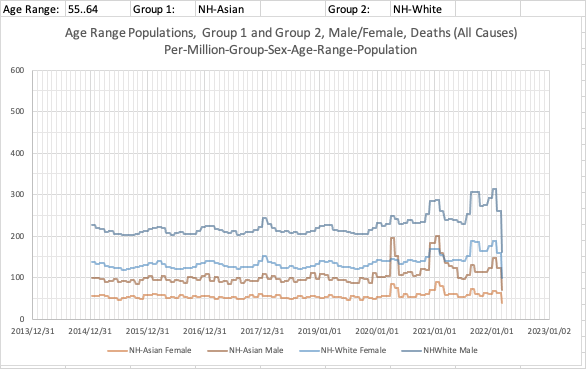 Age Range: 55..64 Group 1: NH-Asian Group 2: NH-White
Age Range Populations, Group 1 and Group 2, Male/Female, Deaths (All Causes)
Per-Million-Group-Sex-Age-Range-Population
600
500
400
300
200
100
0
2013/12/31 2014/12/31 2015/12/31 2016/12/31 2017/12/31 2019/01/01 2020/01/01 2021/01/01 2022/01/01 2023/01/02
NH-Asian Female NH-Asian Male NH-White Female NHWhite Male